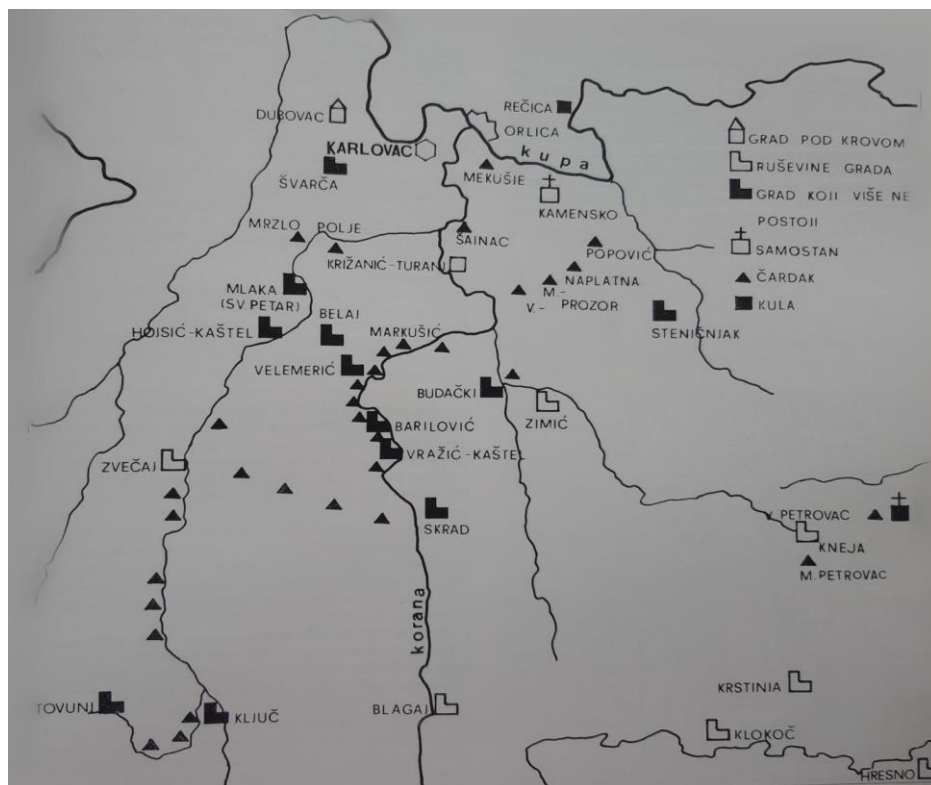 DUBOVAC
KARLOVAC
ŠVARČA
REČICA
ORLICA
kupa
MEKUŠJE
KAMENSKO
GRAD POD KROVOM
RUŠEVINE GRADA
GRAD KOJI VIŠE NE
POSTOJI
SAMOSTAN
ČARDAK
KULA
MRZLO POLJE
KRIŽANIĆ-TURANJ
ŠAINAC
POPOVIĆ
NAPLATNA
M.-
V.- PROZOR
STENIČNJAK
MLAKA
(SV.PETAR)
HOJSIĆ-KAŠTEL
BELAJ
MARKUŠIĆ
VELEMERIĆ
BUDAČKI
ZIMIĆ
BARILOVIĆ
VRAŽIĆ-KAŠTEL
ZVEČAJ
SKRAD
V. PETROVAC
KNEJA
M. PETROVAC
korana
TOVUNJ
KLJUČ
BLAGAJ
KRSTINJA
KLOKOČ
HRESNO